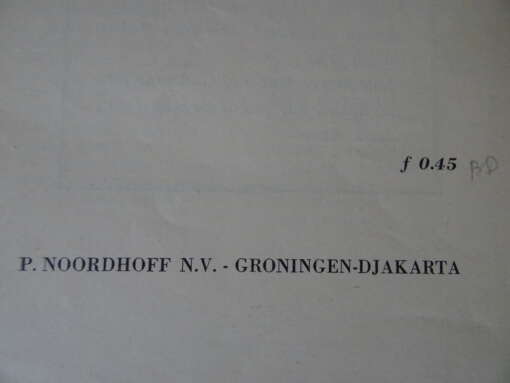 f 0.45
P. NOORDHOFF N.V. - GRONINGEN-DJAKARTA